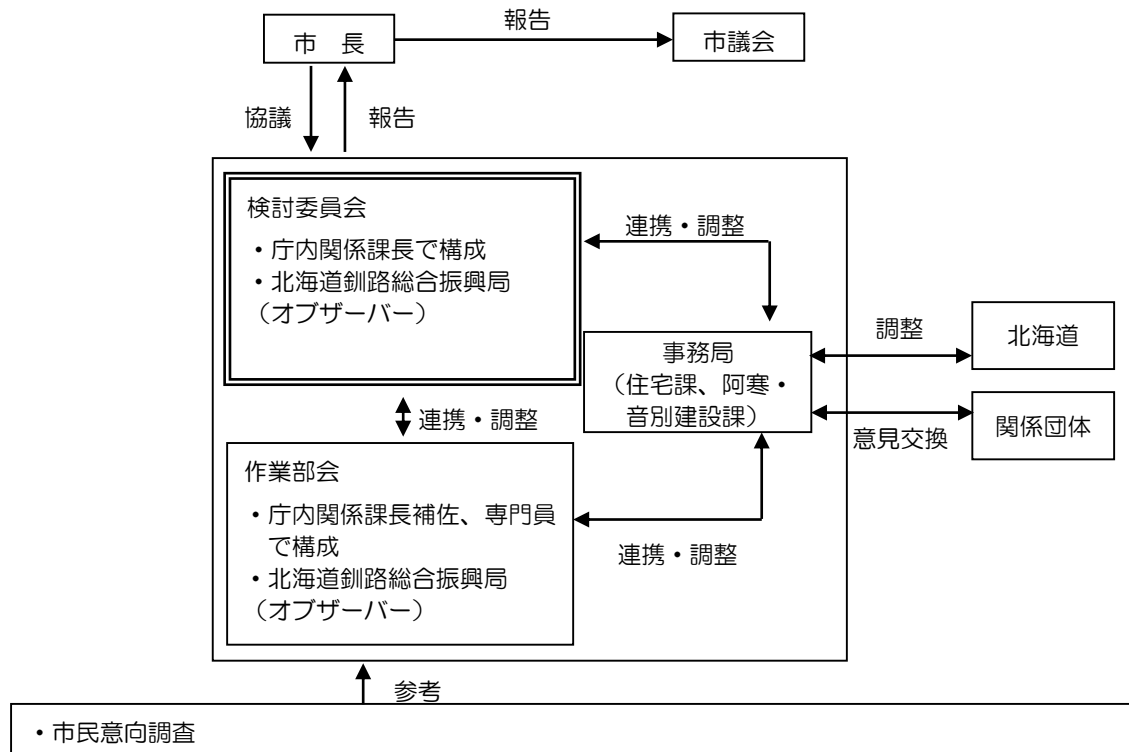 報告
市　長
市議会
協議
報告
検討委員会
・庁内関係課長で構成
・北海道釧路総合振興局
（オブザーバー）
連携・調整
事務局
（住宅課、阿寒・
音別建設課）
調整
北海道
意見交換
関係団体
連携・調整
作業部会
・庁内関係課長補佐、専門員
で構成
・北海道釧路総合振興局
（オブザーバー）
連携・調整
参考
・市民意向調査